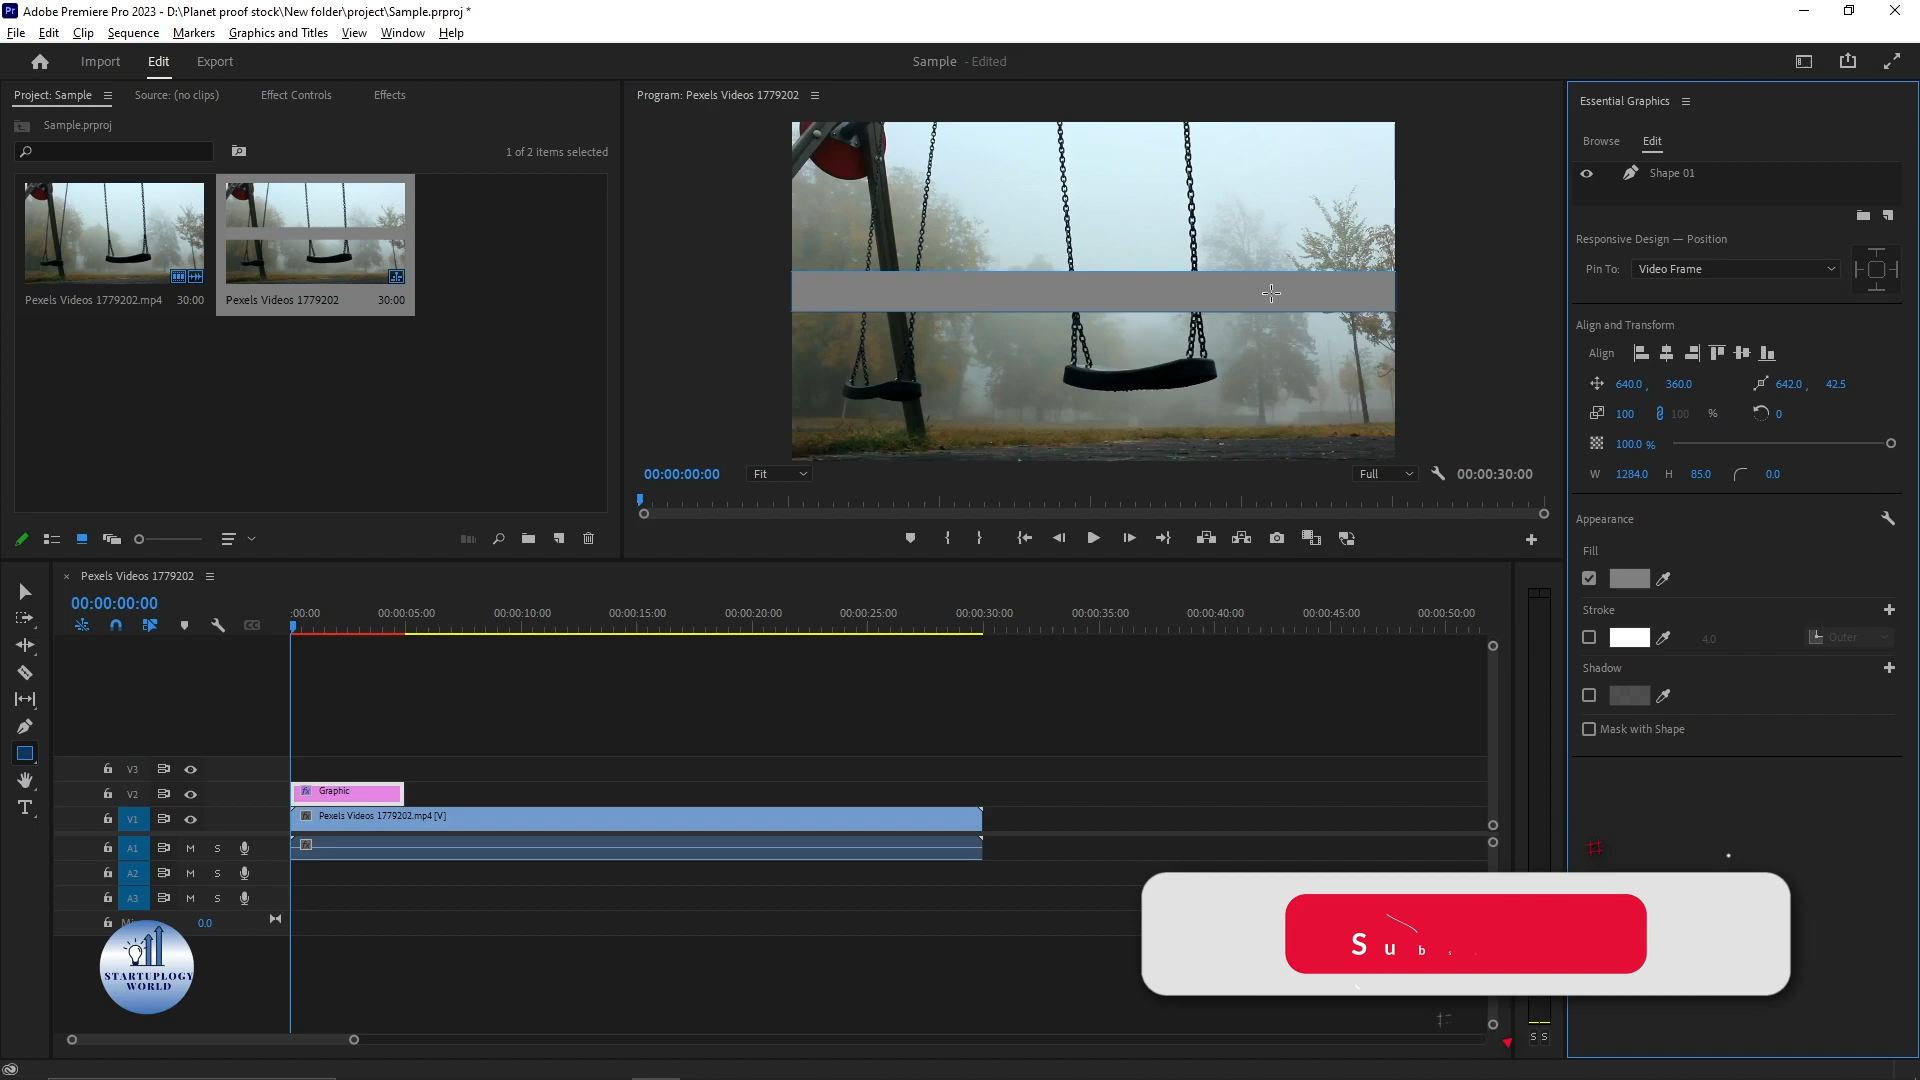 Adobe Premiere Pro 2023 - D:\Planet proof stock\New folder\project\Sample.prproj *
File Edit Clip Sequence Markers Graphics and Titles View Window Help
Import Edit Export
Sample - Edited
Project: Sample
Source: (no clips)
Effect Controls
Effects
Sample.prproj
1 of 2 items selected
Pexels Videos 1779202.mp4 30:00
Pexels Videos 1779202 30:00
Program: Pexels Videos 1779202
00:00:00:00
Fit
Full
00:00:30:00
Essential Graphics
Browse Edit
Shape 01
Responsive Design — Position
Pin To: Video Frame
Align and Transform
Align
640.0 , 360.0 642.0 , 42.5
100 100 % 0
100.0 %
W 1284.0 H 85.0 0.0
Appearance
Fill
Stroke
4.0 Outer
Shadow
Mask with Shape
× Pexels Videos 1779202
00:00:00:00
:00:00 00:00:05:00 00:00:10:00 00:00:15:00 00:00:20:00 00:00:25:00 00:00:30:00 00:00:35:00 00:00:40:00 00:00:45:00 00:00:50:00
V3
V2
Graphic
V1
Pexels Videos 1779202.mp4 [V]
A1 M S
A2 M S
A3 M S
0.0
STARTUPLOGY
WORLD
S u b s
S S